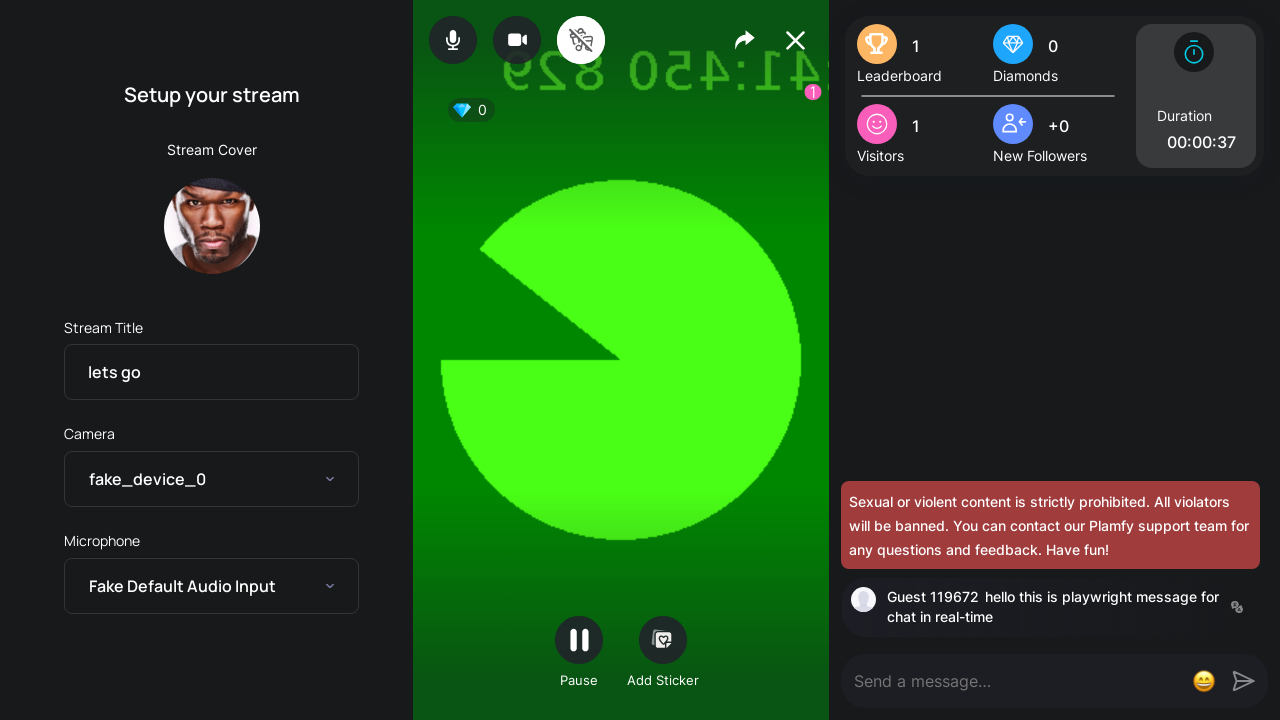 Setup your stream
Stream Cover
Stream Title
lets go
Camera
fake_device_0
Microphone
Fake Default Audio Input
41:450 829
1
0
Pause
Add Sticker
1
Leaderboard
0
Diamonds
1
Visitors
+0
New Followers
Duration
00:00:37
Sexual or violent content is strictly prohibited. All violators
will be banned. You can contact our Plamfy support team for
any questions and feedback. Have fun!
Guest 119672 hello this is playwright message for
chat in real-time
Send a message...